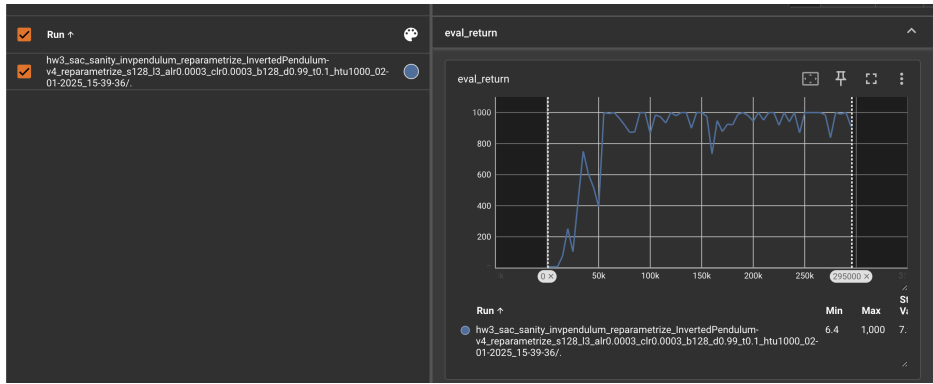 Run ↑
hw3_sac_sanity_invpendulum_reparametrize_InvertedPendulum-
v4_reparametrize_s128_l3_alr0.0003_clr0.0003_b128_d0.99_t0.1_htu1000_02-
01-2025_15-39-36/.
eval_return
eval_return
1000
800
600
400
200
0 ×
50k
100k
150k
200k
250k
295000 ×
Run ↑
Min
Max
St
Va
hw3_sac_sanity_invpendulum_reparametrize_InvertedPendulum-
v4_reparametrize_s128_l3_alr0.0003_clr0.0003_b128_d0.99_t0.1_htu1000_02-
01-2025_15-39-36/.
6.4
1,000
7.